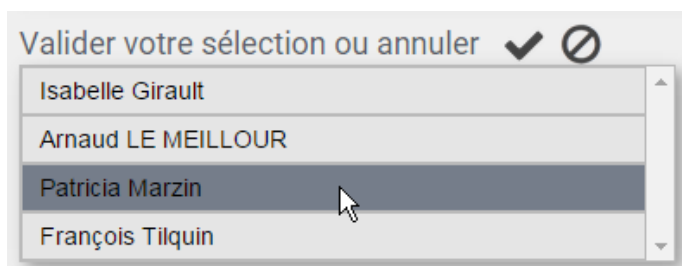 Valider votre sélection ou annuler
Isabelle Girault
Arnaud LE MEILLOUR
Patricia Marzin
François Tilquin